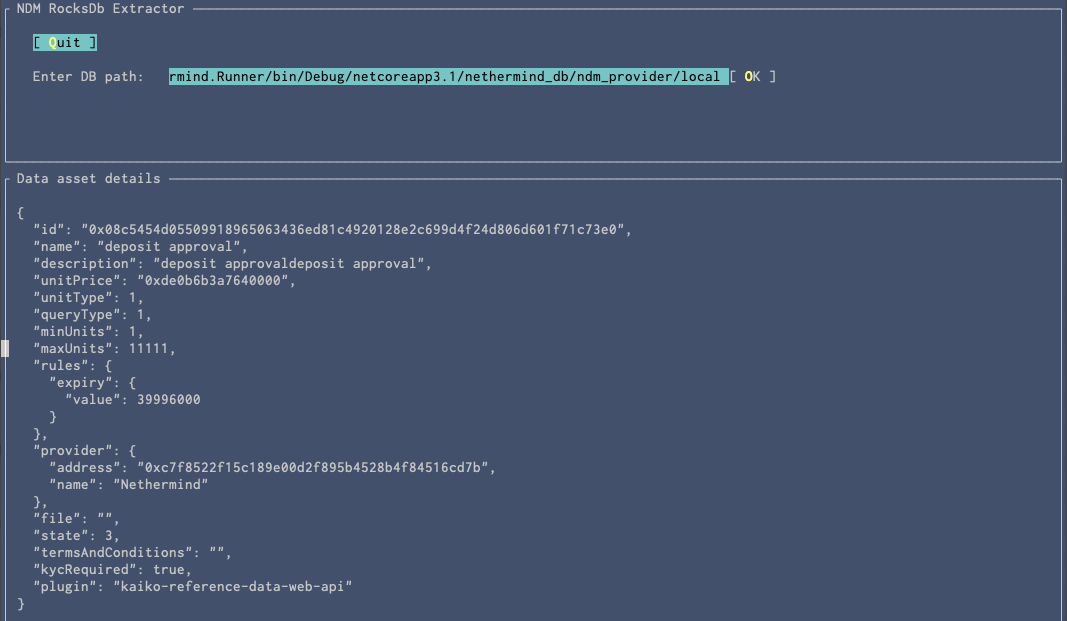 NDM RocksDb Extractor
[ Quit ]
Enter DB path: rmind.Runner/bin/Debug/netcoreapp3.1/nethermind_db/ndm_provider/local [ OK ]
Data asset details
{
  "id": "0x08c5454d05509918965063436ed81c4920128e2c699d4f24d806d601f71c73e0",
  "name": "deposit approval",
  "description": "deposit approvaldeposit approval",
  "unitPrice": "0xde0b6b3a7640000",
  "unitType": 1,
  "queryType": 1,
  "minUnits": 1,
  "maxUnits": 11111,
  "rules": {
    "expiry": {
      "value": 39996000
    }
  },
  "provider": {
    "address": "0xc7f8522f15c189e00d2f895b4528b4f84516cd7b",
    "name": "Nethermind"
  },
  "file": "",
  "state": 3,
  "termsAndConditions": "",
  "kycRequired": true,
  "plugin": "kaiko-reference-data-web-api"
}